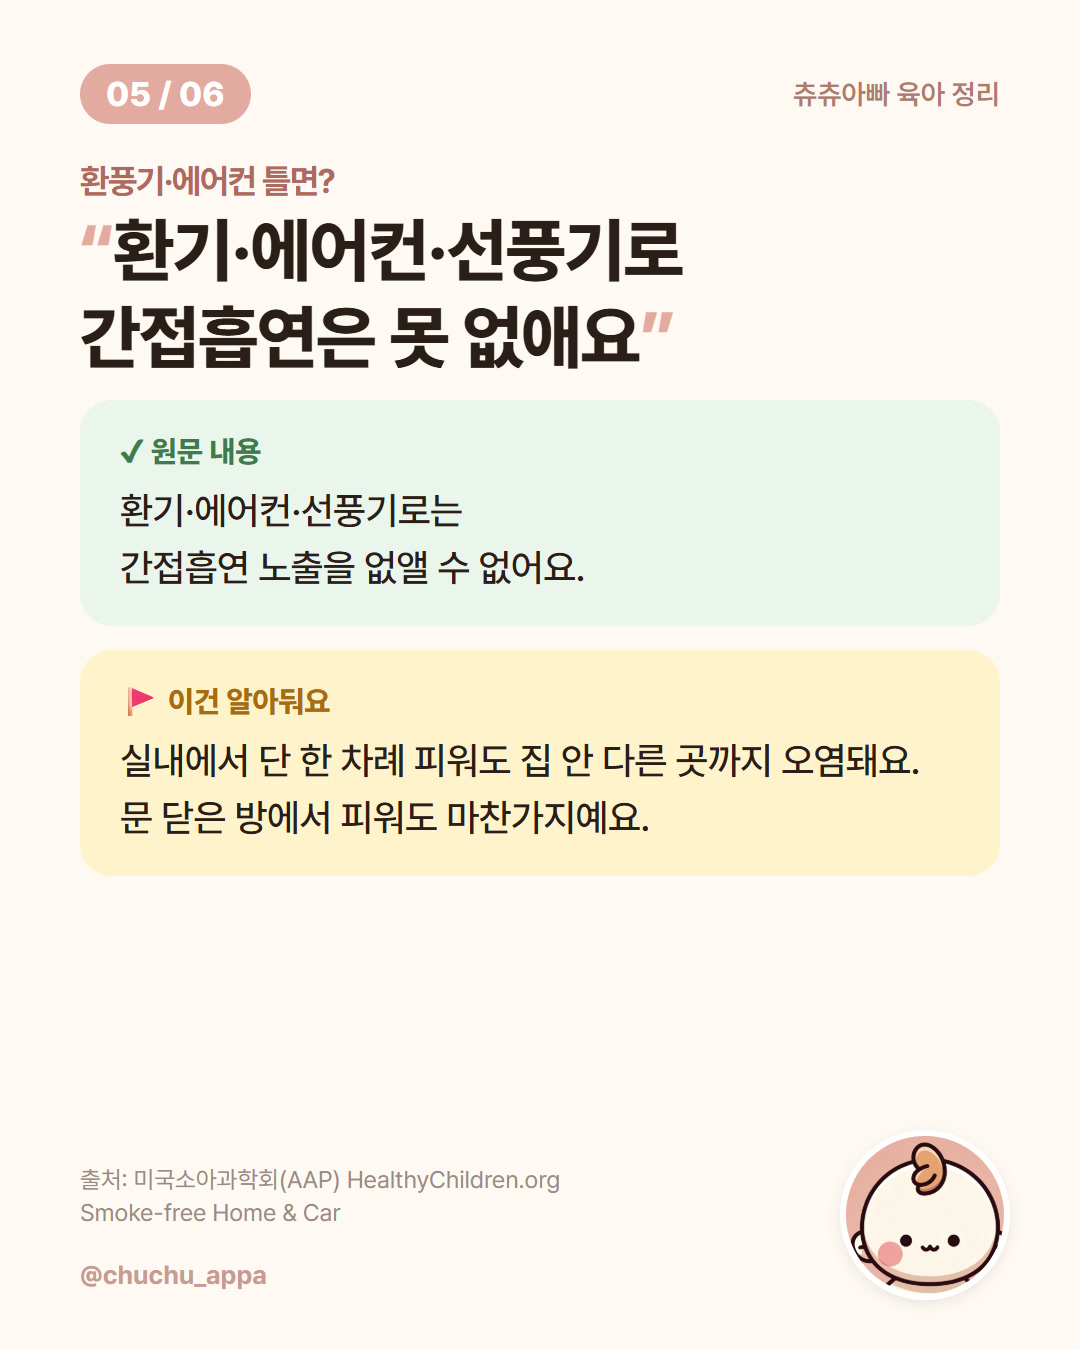 05 / 06
츄츄아빠 육아 정리
환풍기·에어컨 틀면?
“환기·에어컨·선풍기로
간접흡연은 못 없애요”
✓ 원문 내용
환기·에어컨·선풍기로는
간접흡연 노출을 없앨 수 없어요.
🚩 이건 알아둬요
실내에서 단 한 차례 피워도 집 안 다른 곳까지 오염돼요.
문 닫은 방에서 피워도 마찬가지예요.
출처: 미국소아과학회(AAP) HealthyChildren.org
Smoke-free Home & Car
@chuchu_appa